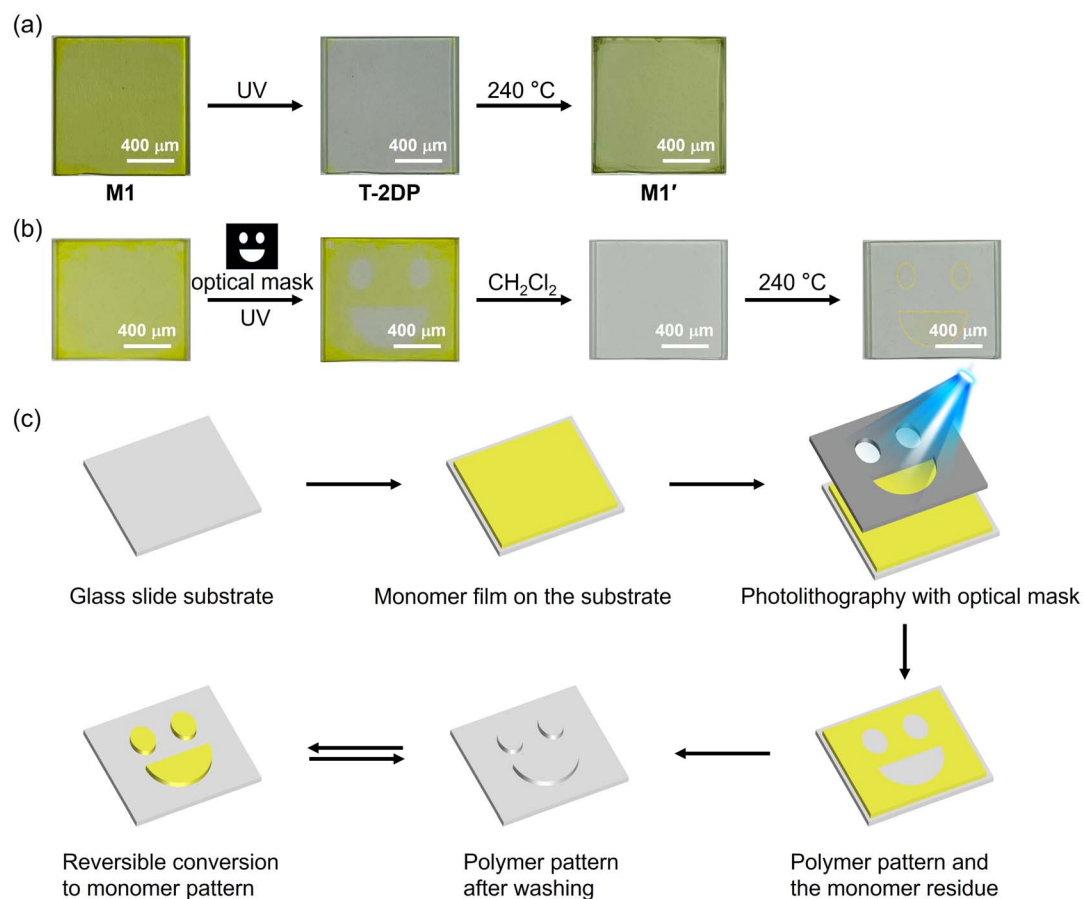 (a)
UV
240 °C
400 μm
400 μm
400 μm
M1
T-2DP
M1′
(b)
optical mask
UV
CH₂Cl₂
240 °C
400 μm
400 μm
400 μm
400 μm
(c)
Glass slide substrate
Monomer film on the substrate
Photolithography with optical mask
Reversible conversion
to monomer pattern
Polymer pattern
after washing
Polymer pattern and
the monomer residue